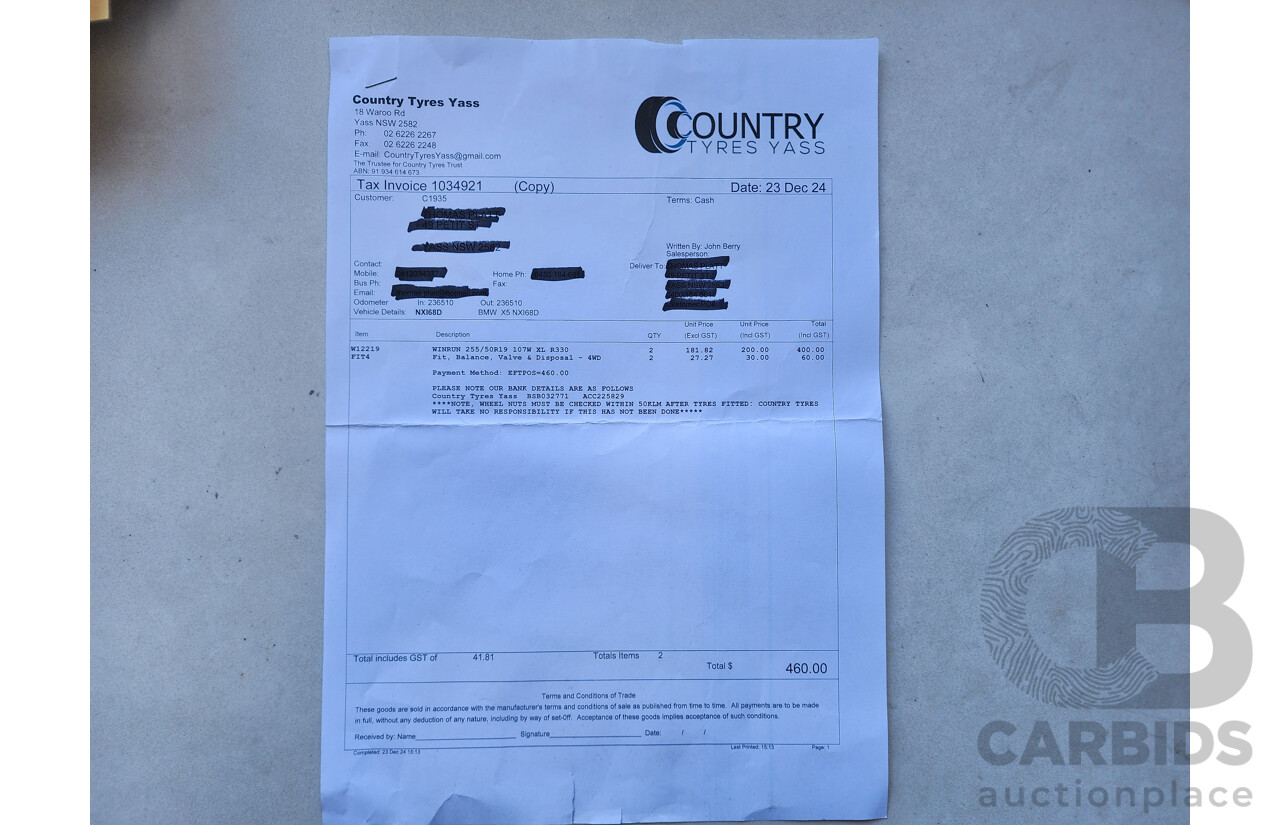 Country Tyres Yass
18 Waroo Rd
Yass NSW 2582
Ph: 02 6226 2267
Fax 02 6226 2248
E-mail: CountryTyresYass@gmail.com
The Trustee for Country Tyres Trust
ABN: 91 934 614 673
COUNTRY
TYRES YASS
Tax Invoice 1034921 (Copy) Date: 23 Dec 24
Customer: C1935 Terms: Cash
Written By: John Berry
Salesperson:
Contact: Deliver To:
Mobile: Home Ph:
Bus Ph: Fax:
Email:
Odometer In: 236510 Out: 236510
Vehicle Details: NXI68D BMW X5 NXI68D
Item Description QTY Unit Price (Excl GST) Unit Price (Incl GST) Total (Incl GST)
W12219 WINRUN 255/50R19 107W XL R330 2 181.82 200.00 400.00
FIT4 Fit, Balance, Valve & Disposal - 4WD 2 27.27 30.00 60.00
Payment Method: EFTPOS=460.00
PLEASE NOTE OUR BANK DETAILS ARE AS FOLLOWS
Country Tyres Yass BSB032771 ACC225829
****NOTE, WHEEL NUTS MUST BE CHECKED WITHIN 50KLM AFTER TYRES FITTED: COUNTRY TYRES
WILL TAKE NO RESPONSIBILITY IF THIS HAS NOT BEEN DONE*****
Total includes GST of 41.81 Totals Items 2
Total $ 460.00
Terms and Conditions of Trade
These goods are sold in accordance with the manufacturer's terms and conditions of sale as published from time to time. All payments are to be made
in full, without any deduction of any nature, including by way of set-Off. Acceptance of these goods implies acceptance of such conditions.
Received by: Name Signature Date: / /
Completed: 23 Dec 24 15:13 Last Printed: 15:13 Page: 1
CB
CARBIDS
auctionplace